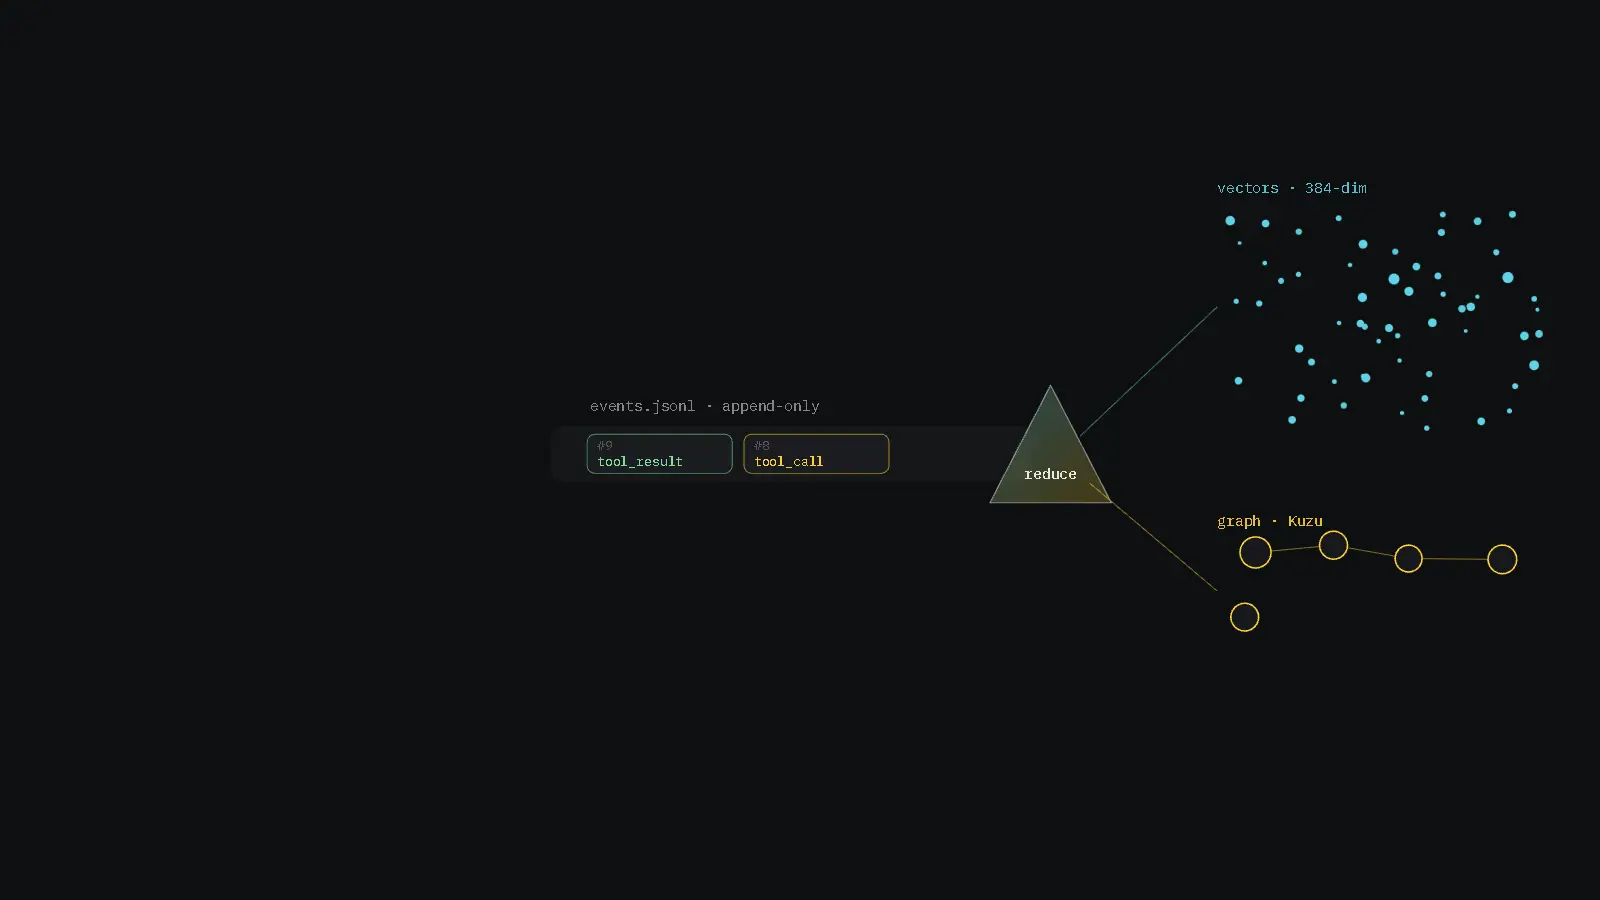 vectors · 384-dim
events.jsonl · append-only
#9
tool_result
#8
tool_call
reduce
graph · Kuzu